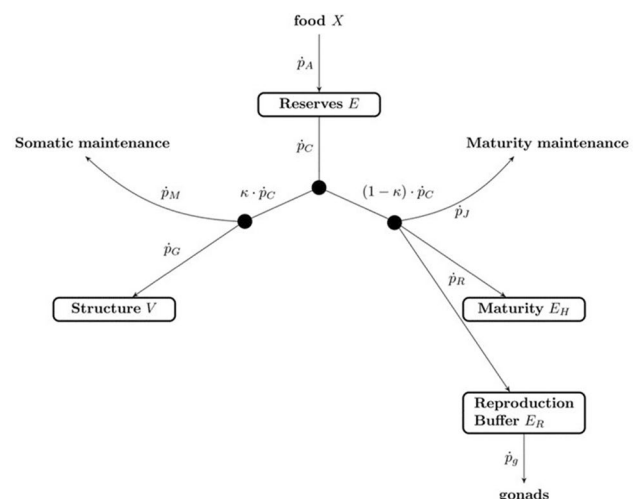 food X
ṗ_A
Reserves E
ṗ_C
Somatic maintenance
Maturity maintenance
ṗ_M
κ · ṗ_C
(1 − κ) · ṗ_C
ṗ_J
ṗ_G
ṗ_R
Structure V
Maturity E_H
Reproduction
Buffer E_R
ṗ_g
gonads